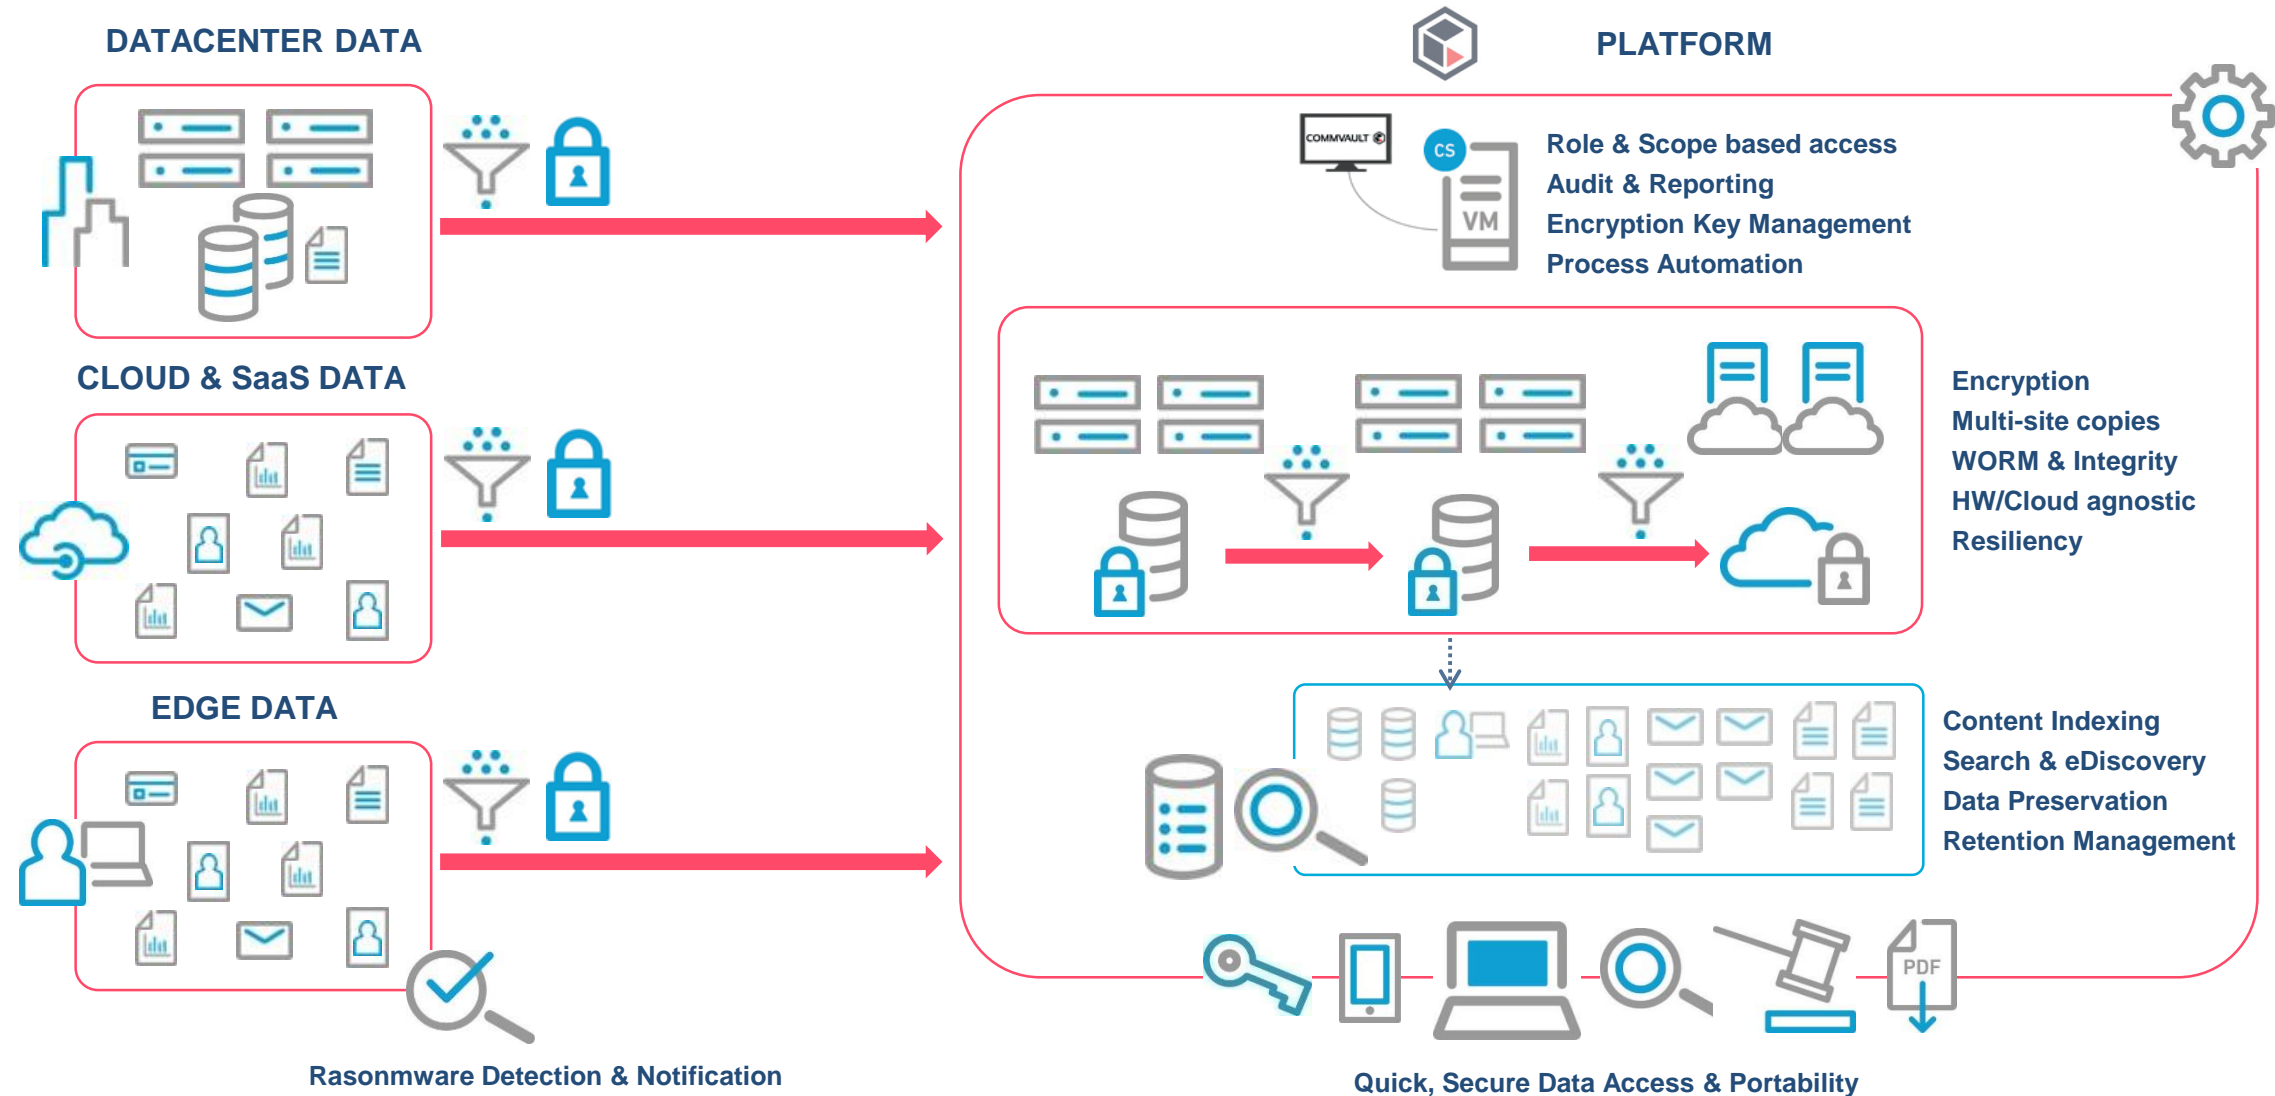 DATACENTER DATA
PLATFORM
COMMVAULT
CS
VM
Role & Scope based access
Audit & Reporting
Encryption Key Management
Process Automation
CLOUD & SaaS DATA
Encryption
Multi-site copies
WORM & Integrity
HW/Cloud agnostic
Resiliency
EDGE DATA
Content Indexing
Search & eDiscovery
Data Preservation
Retention Management
PDF
Rasonmware Detection & Notification
Quick, Secure Data Access & Portability